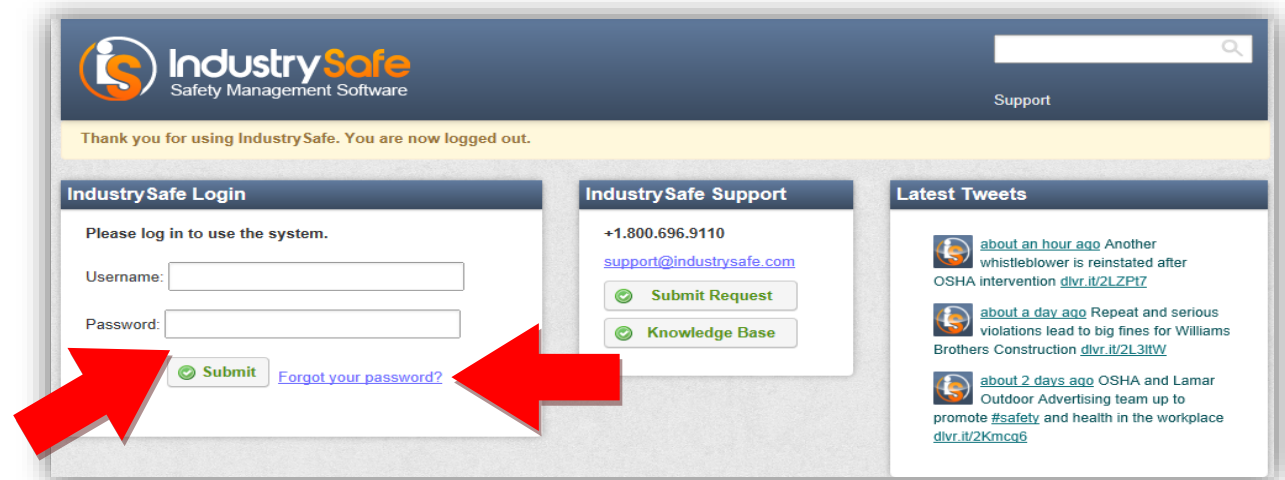 is IndustrySafe
Safety Management Software
Support
Thank you for using IndustrySafe. You are now logged out.
IndustrySafe Login
Please log in to use the system.
Username:
Password:
Submit Forgot your password?
IndustrySafe Support
+1.800.696.9110
support@industrysafe.com
Submit Request
Knowledge Base
Latest Tweets
about an hour ago Another
whistleblower is reinstated after
OSHA intervention dlvr.it/2LZPt7
about a day ago Repeat and serious
violations lead to big fines for Williams
Brothers Construction dlvr.it/2L3ltW
about 2 days ago OSHA and Lamar
Outdoor Advertising team up to
promote #safety and health in the workplace
dlvr.it/2Kmcq6